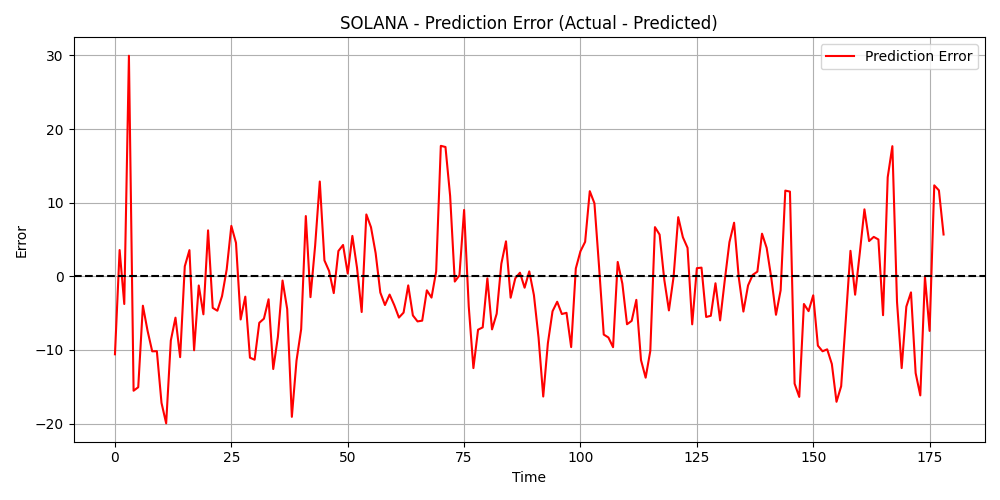 SOLANA - Prediction Error (Actual - Predicted)
Prediction Error
Error
30
20
10
0
−10
−20
0 25 50 75 100 125 150 175
Time